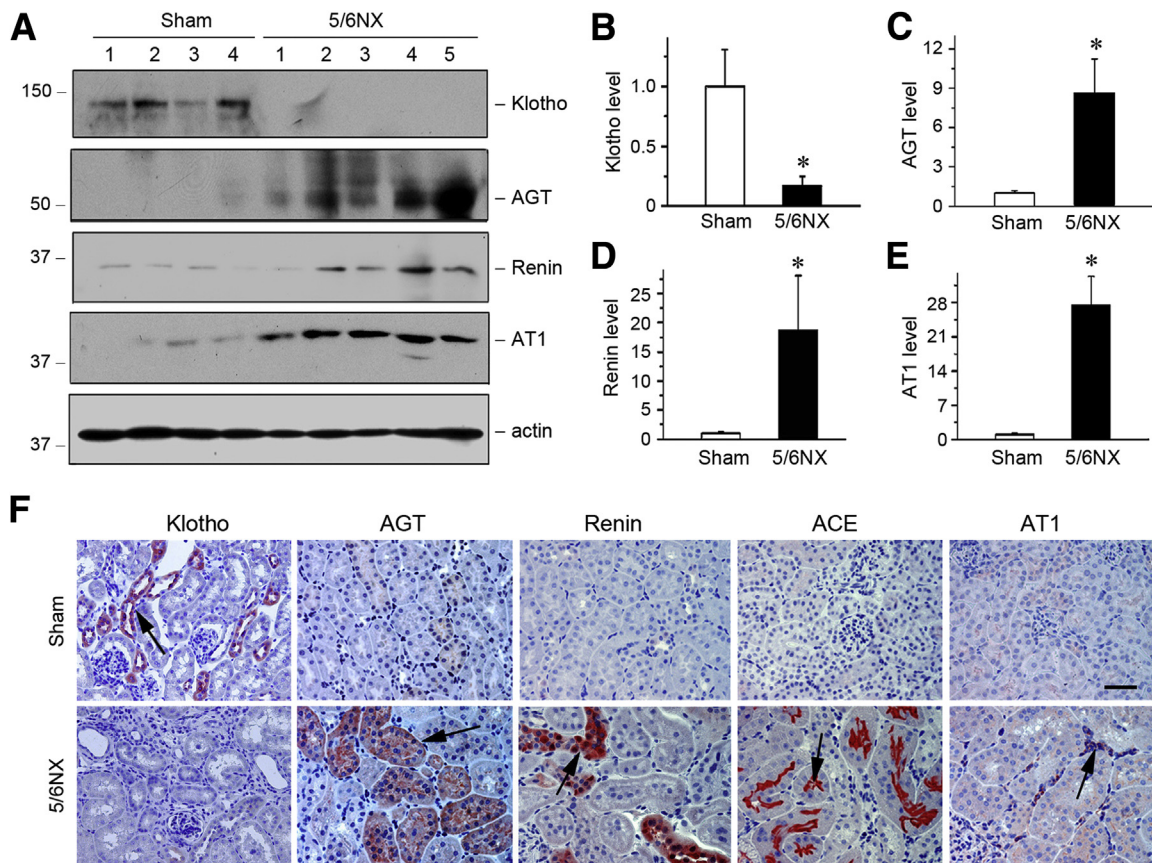 A
Sham
5/6NX
1 2 3 4 1 2 3 4 5
150
Klotho
50
AGT
37
Renin
37
AT1
37
actin
B
Klotho level
1.0
0.5
0
*
Sham 5/6NX
C
AGT level
12
9
6
3
0
*
Sham 5/6NX
D
Renin level
30
25
20
15
10
5
0
*
Sham 5/6NX
E
AT1 level
28
21
14
7
0
*
Sham 5/6NX
F
Klotho AGT Renin ACE AT1
Sham
5/6NX